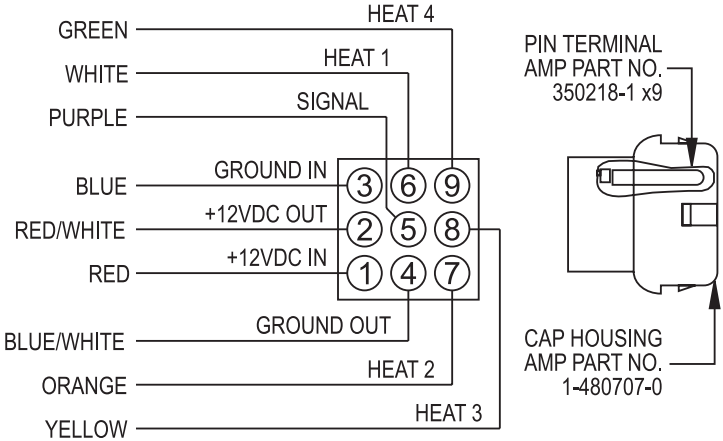 GREEN HEAT 4
WHITE HEAT 1
PURPLE SIGNAL
BLUE GROUND IN
RED/WHITE +12VDC OUT
RED +12VDC IN
BLUE/WHITE GROUND OUT
ORANGE HEAT 2
YELLOW HEAT 3
3 6 9
2 5 8
1 4 7
PIN TERMINAL
AMP PART NO.
350218-1 x9
CAP HOUSING
AMP PART NO.
1-480707-0